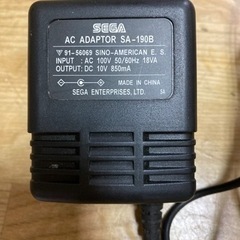 SEGA
AC ADAPTOR SA-190B
91-56069 SINO-AMERICAN E. S.
INPUT : AC 100V 50/60Hz 18VA
OUTPUT: DC 10V 850mA
MADE IN CHINA
SEGA ENTERPRISES, LTD.